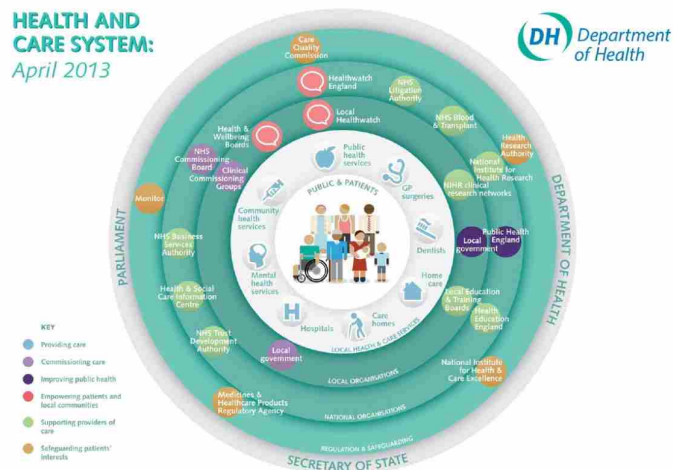 HEALTH AND
CARE SYSTEM:
April 2013
DH Department
of Health
Care
Quality
Commission
Healthwatch
England
NHS
Litigation
Authority
Local
Healthwatch
NHS Blood
& Transplant
Health &
Wellbeing
Boards
Health
Research
Authority
NHS
Commissioning
Board
Clinical
Commissioning
Groups
National
Institute for
Health Research
NIHR clinical
research networks
Public
health
services
PUBLIC & PATIENTS
GP
surgeries
Community
health
services
Dentists
Monitor
PARLIAMENT
DEPARTMENT OF HEALTH
NHS Business
Services
Authority
Local
government
Public Health
England
Mental
health
services
Home
care
Health & Social
Care Information
Centre
Local Education
& Training
Boards
Health
Education
England
Hospitals
Care
homes
NHS Trust
Development
Authority
LOCAL HEALTH & CARE SERVICES
Local
government
LOCAL ORGANISATIONS
National Institute
for Health &
Care Excellence
Medicines &
Healthcare Products
Regulatory Agency
NATIONAL ORGANISATIONS
REGULATION & SAFEGUARDING
SECRETARY OF STATE
KEY
Providing care
Commissioning care
Improving public health
Empowering patients and
local communities
Supporting providers of
care
Safeguarding patients'
interests